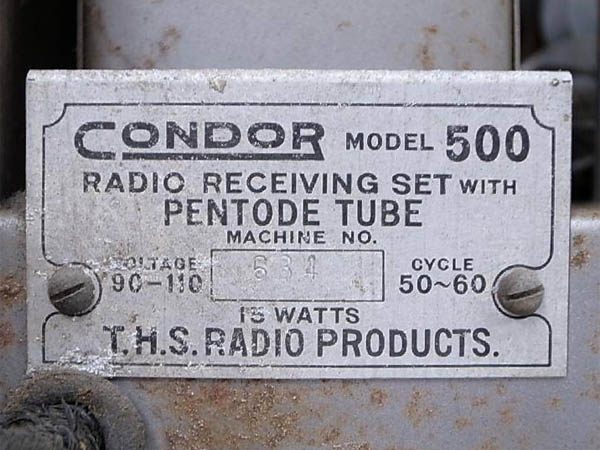 CONDOR MODEL 500
RADIO RECEIVING SET WITH
PENTODE TUBE
MACHINE NO.
VOLTAGE 634 CYCLE
90-110 50~60
15 WATTS
T.H.S. RADIO PRODUCTS.